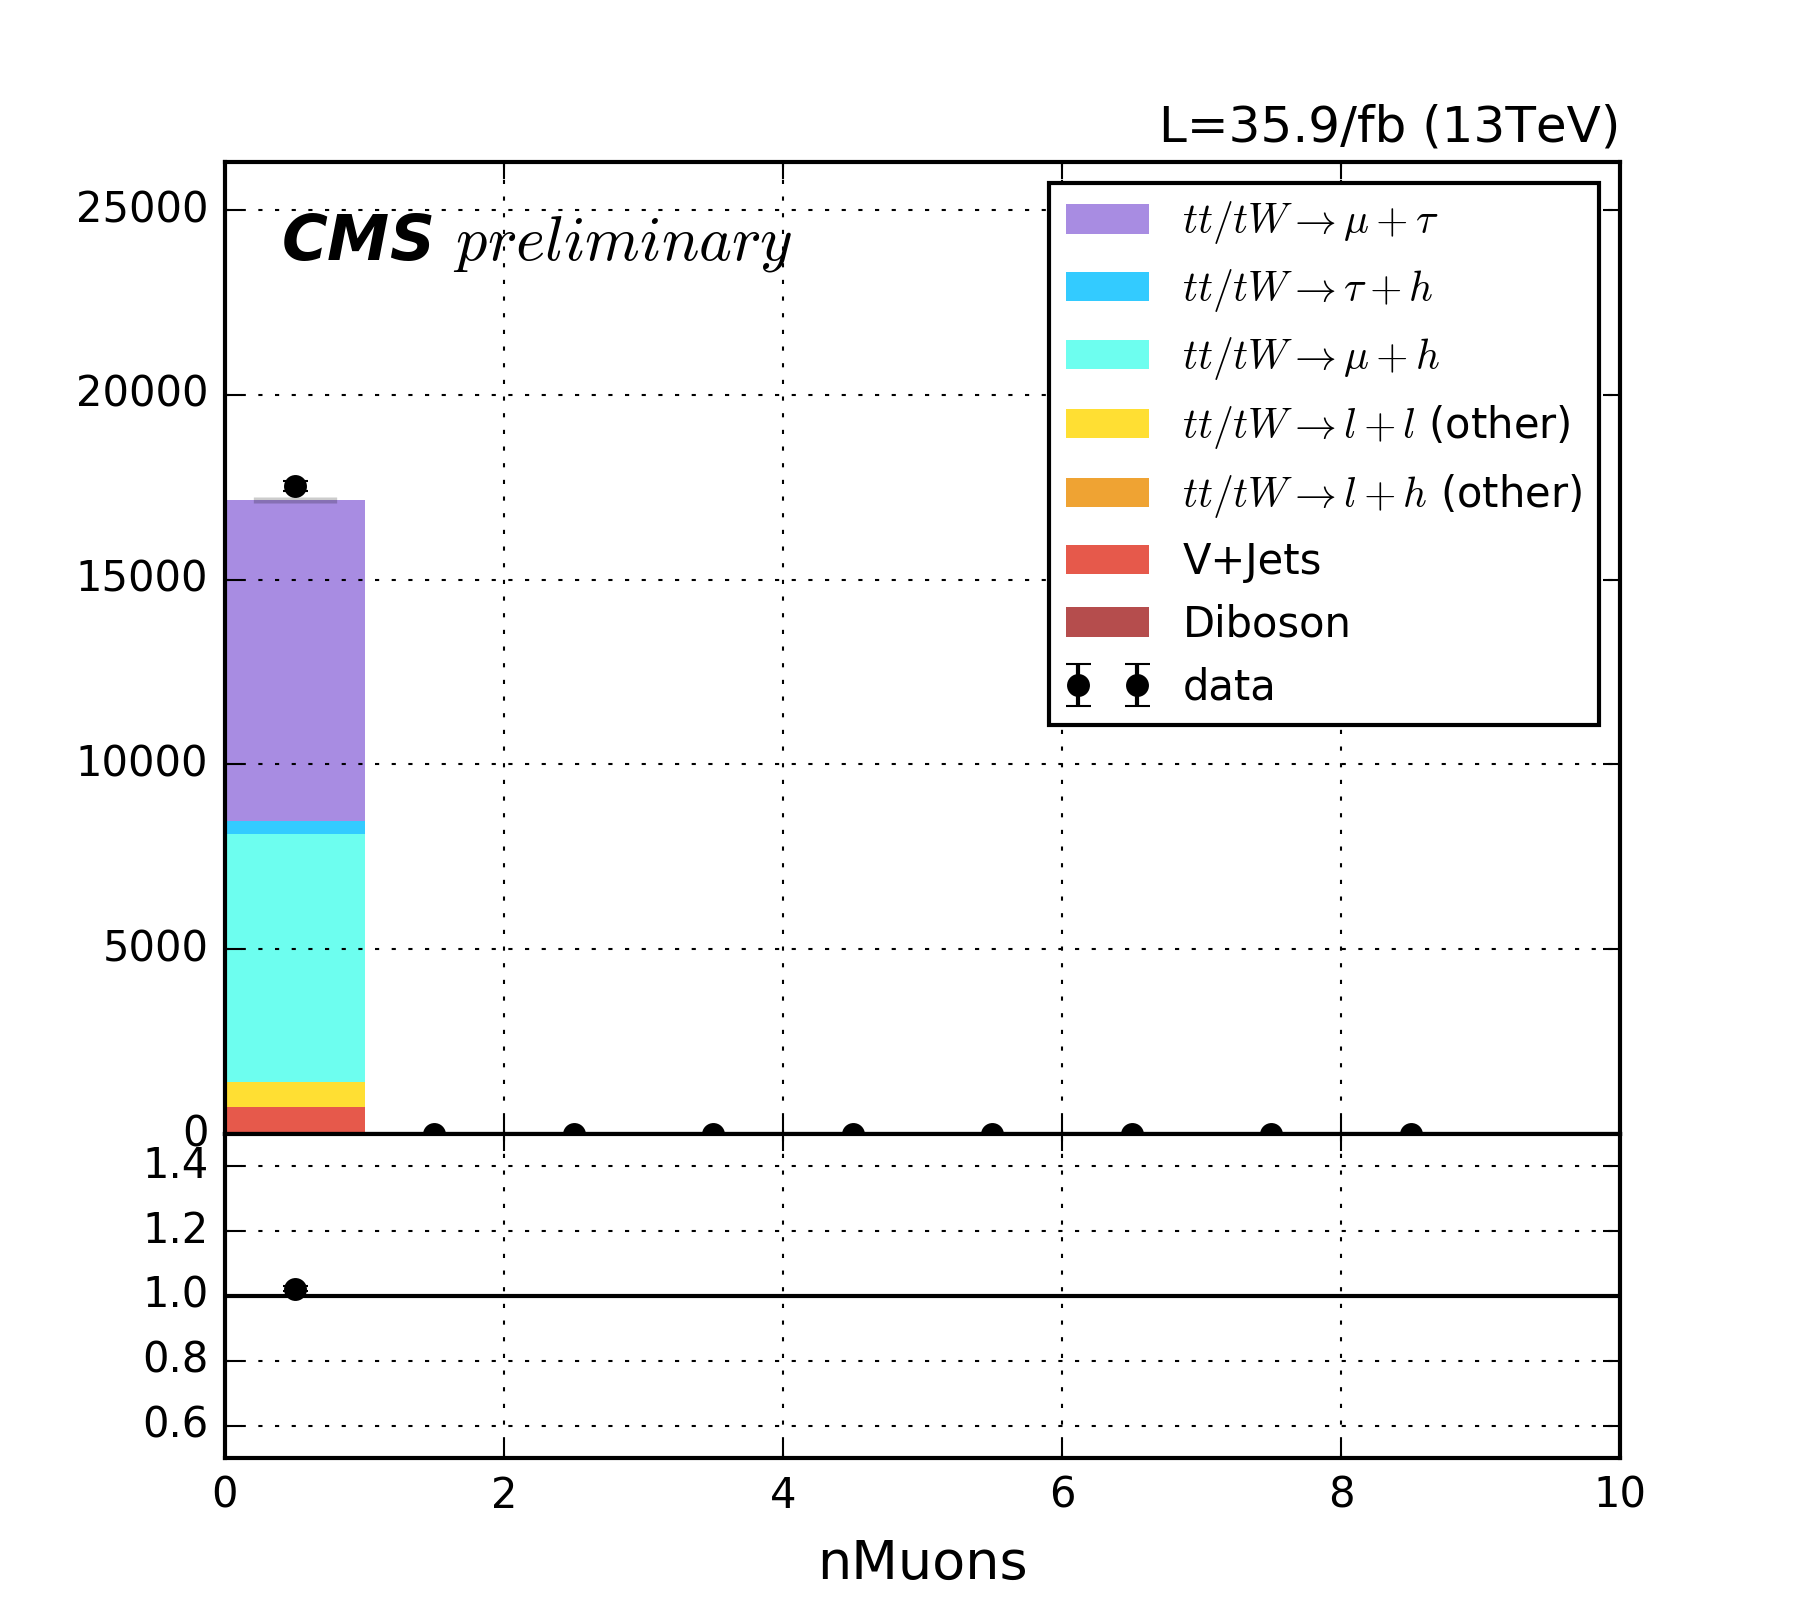 L=35.9/fb (13TeV)
CMS preliminary
25000
20000
15000
10000
5000
0
tt/tW → μ + τ
tt/tW → τ + h
tt/tW → μ + h
tt/tW → l + l (other)
tt/tW → l + h (other)
V+Jets
Diboson
data
1.4
1.2
1.0
0.8
0.6
0 2 4 6 8 10
nMuons